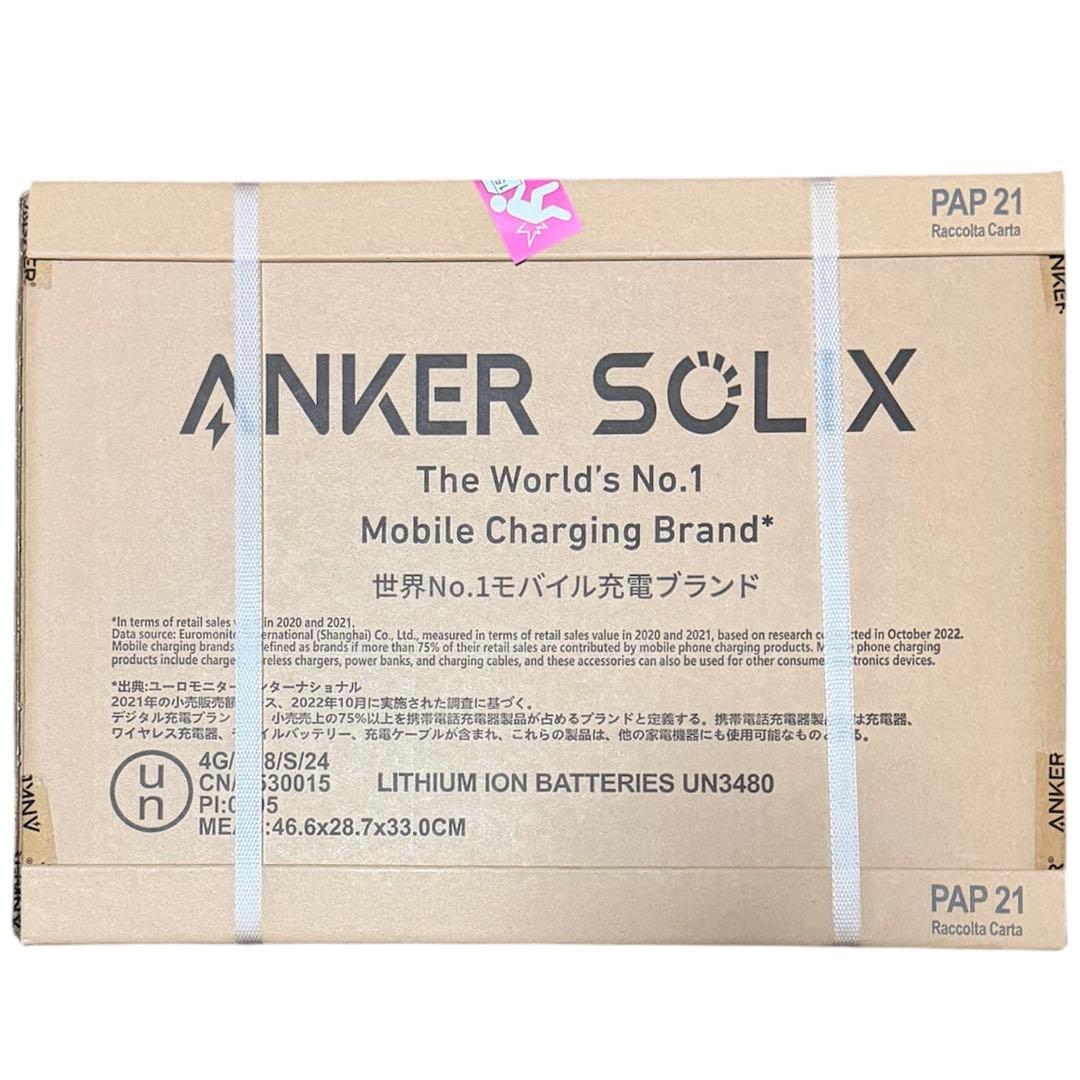 PAP 21
Raccolta Carta
ANKER SOLIX
The World's No.1
Mobile Charging Brand*
世界No.1モバイル充電ブランド
*In terms of retail sales in 2020 and 2021.
Data source: Euromonitor International (Shanghai) Co., Ltd., measured in terms of retail sales value in 2020 and 2021, based on research conducted in October 2022.
Mobile charging brands defined as brands if more than 75% of their retail sales are contributed by mobile phone charging products. Mobile phone charging
products include chargers, wireless chargers, power banks, and charging cables, and these accessories can also be used for other consumer electronics devices.
*出典:ユーロモニターインターナショナル
2021年の小売販売額ベース、2022年10月に実施された調査に基づく。
デジタル充電ブラン 小売売上の75%以上を携帯電話充電器製品が占めるブランドと定義する。携帯電話充電器製品は充電器、
ワイヤレス充電器、モバイルバッテリー、充電ケーブルが含まれ、これらの製品は、他の家電機器にも使用可能なものである。
un
4G/ 8/S/24
CN/ 530015
LITHIUM ION BATTERIES UN3480
PI:0 05
MEAS:46.6x28.7x33.0CM
ANKER
PAP 21
Raccolta Carta